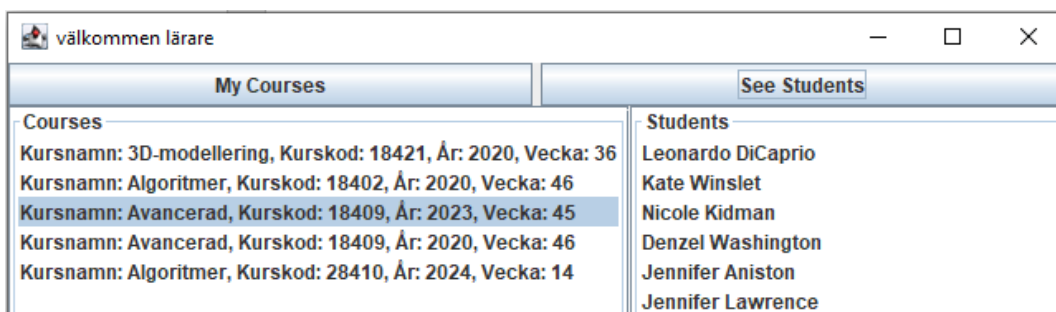 välkommen lärare
My Courses
See Students
Courses
Kursnamn: 3D-modellering, Kurskod: 18421, År: 2020, Vecka: 36
Kursnamn: Algoritmer, Kurskod: 18402, År: 2020, Vecka: 46
Kursnamn: Avancerad, Kurskod: 18409, År: 2023, Vecka: 45
Kursnamn: Avancerad, Kurskod: 18409, År: 2020, Vecka: 46
Kursnamn: Algoritmer, Kurskod: 28410, År: 2024, Vecka: 14
Students
Leonardo DiCaprio
Kate Winslet
Nicole Kidman
Denzel Washington
Jennifer Aniston
Jennifer Lawrence